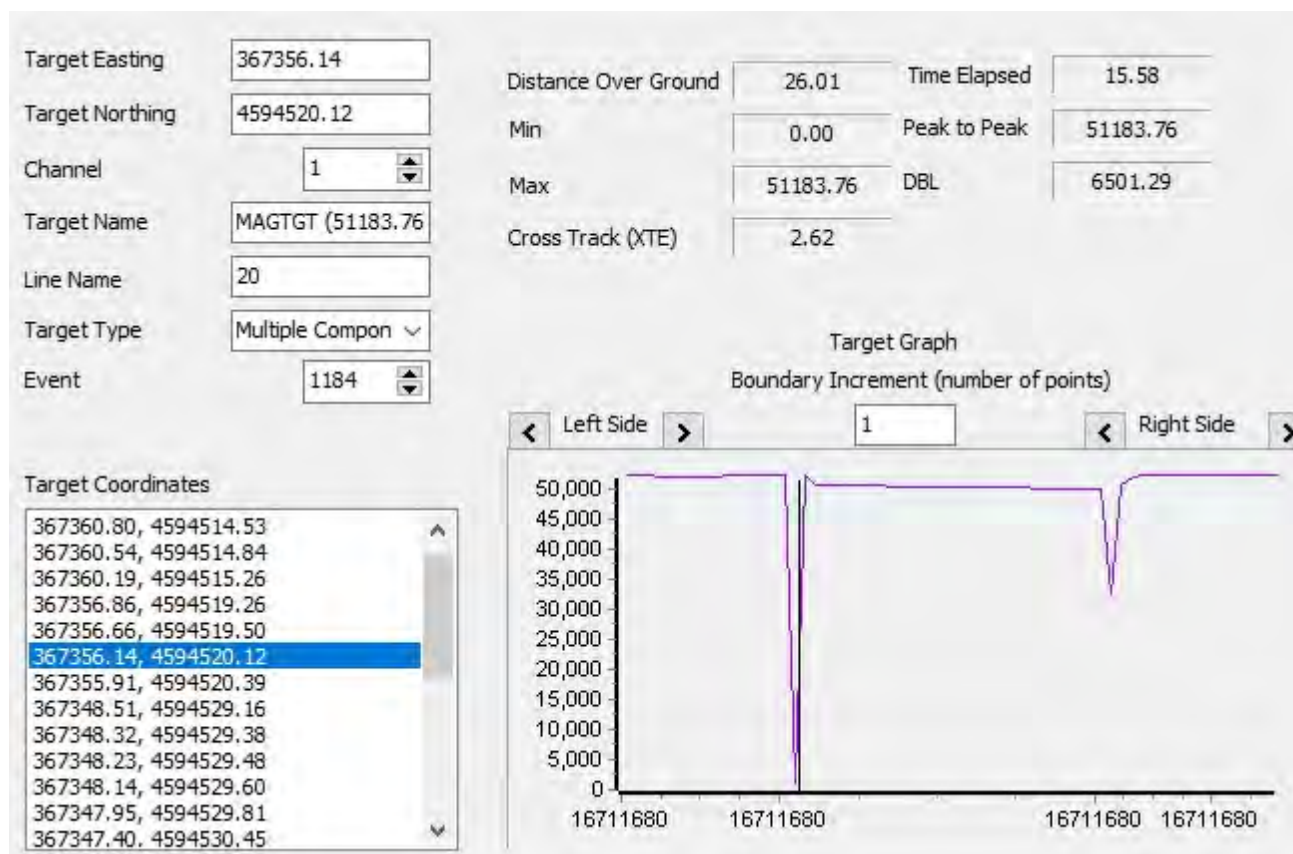 Target Easting 367356.14
Target Northing 4594520.12
Channel 1
Target Name MAGTGT (51183.76
Line Name 20
Target Type Multiple Compon
Event 1184
Distance Over Ground 26.01 Time Elapsed 15.58
Min 0.00 Peak to Peak 51183.76
Max 51183.76 DBL 6501.29
Cross Track (XTE) 2.62
Target Coordinates
367360.80, 4594514.53
367360.54, 4594514.84
367360.19, 4594515.26
367356.86, 4594519.26
367356.66, 4594519.50
367356.14, 4594520.12
367355.91, 4594520.39
367348.51, 4594529.16
367348.32, 4594529.38
367348.23, 4594529.48
367348.14, 4594529.60
367347.95, 4594529.81
367347.40, 4594530.45
Target Graph
Boundary Increment (number of points)
< Left Side > 1 < Right Side >
50,000
45,000
40,000
35,000
30,000
25,000
20,000
15,000
10,000
5,000
0
16711680 16711680 16711680 16711680